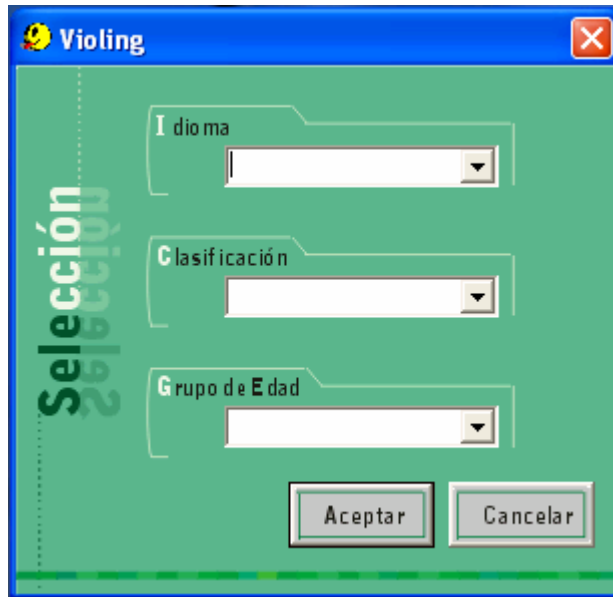 Violing
Selección
Idioma
Clasificación
Grupo de Edad
Aceptar
Cancelar